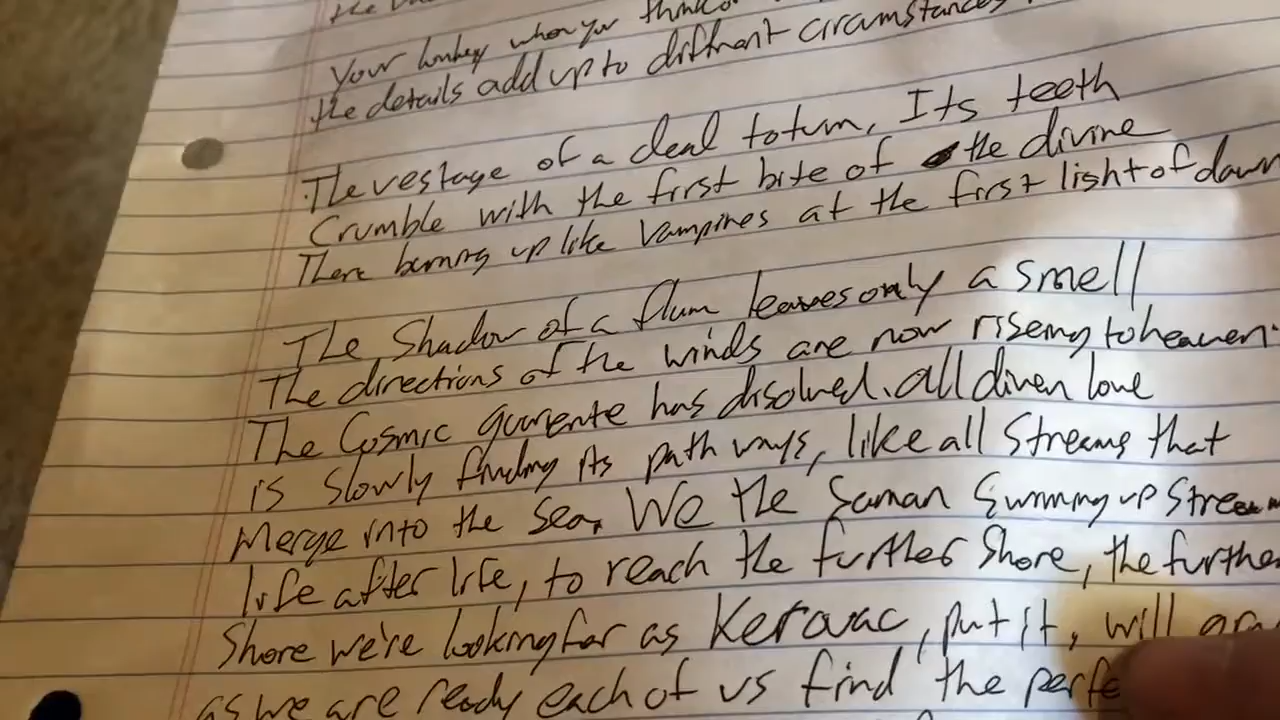 the
Your when you think
the details add up to diffrnant circumstances
The vestage of a dead totum, Its teeth
Crumble with the first bite of the divine
There burning up like Vampires at the first light of dawn
The Shadow of a flum leaves only a smell
The directions of the winds are now riseing to heaven
The Cosmic has disolved. all diven love
is slowly finding its path ways, like all Streams that
Merge into the Sea. We the Saman Swimming up Stream
life after life, to reach the further Shore, the further
Shore we're looking for as Kerouac, put it, will
as we are ready each of us find the perfe